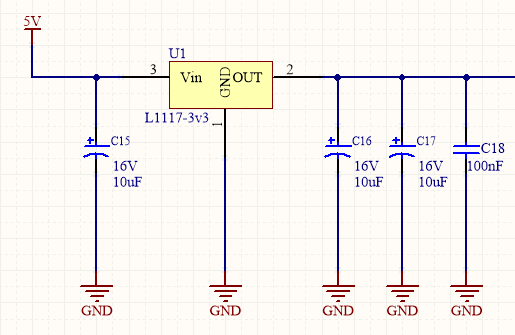 5V
U1
3
Vin
GND
OUT
2
L1117-3v3
1
C15
16V
10uF
C16
16V
10uF
C17
16V
10uF
C18
100nF
GND
GND
GND
GND
GND